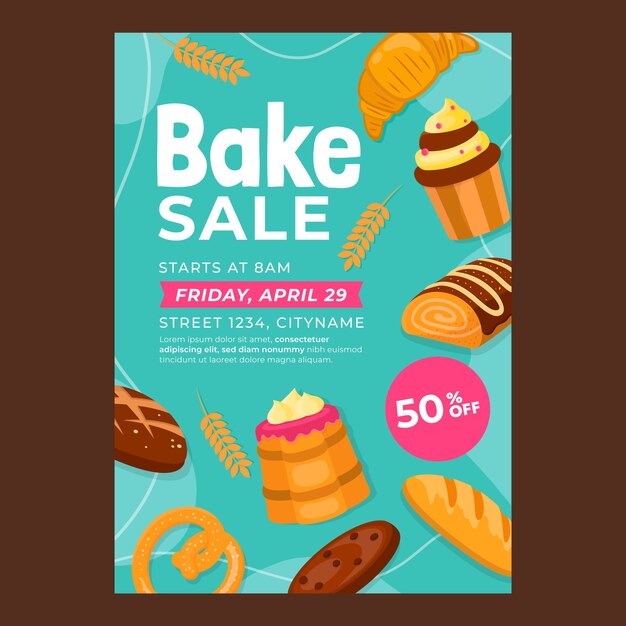 Bake
SALE
STARTS AT 8AM
FRIDAY, APRIL 29
STREET 1234, CITYNAME
Lorem ipsum dolor sit amet, consectetuer
adipiscing elit, sed diam nonummy nibh
euismod tincidunt ut laoreet dolore
magna aliquam.
50% OFF